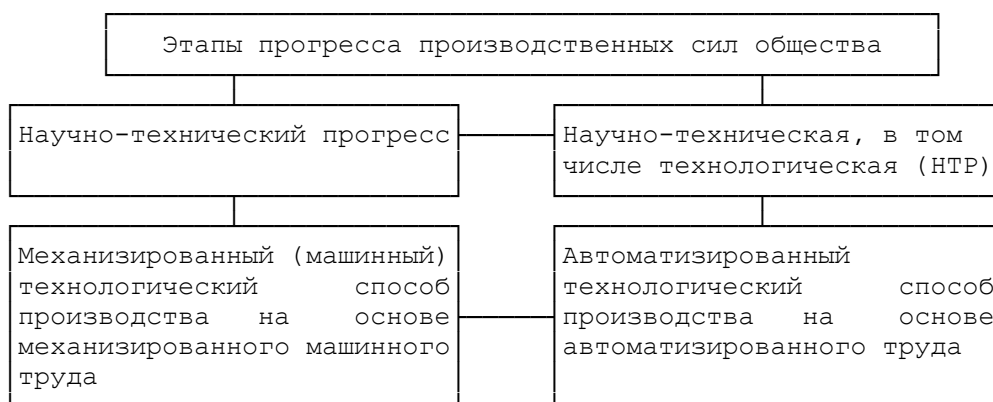 Этапы прогресса производственных сил общества
Научно-технический прогресс
Научно-техническая, в том
числе технологическая (НТР)
Механизированный (машинный)
технологический способ
производства на основе
механизированного машинного
труда
Автоматизированный
технологический способ
производства на основе
автоматизированного труда